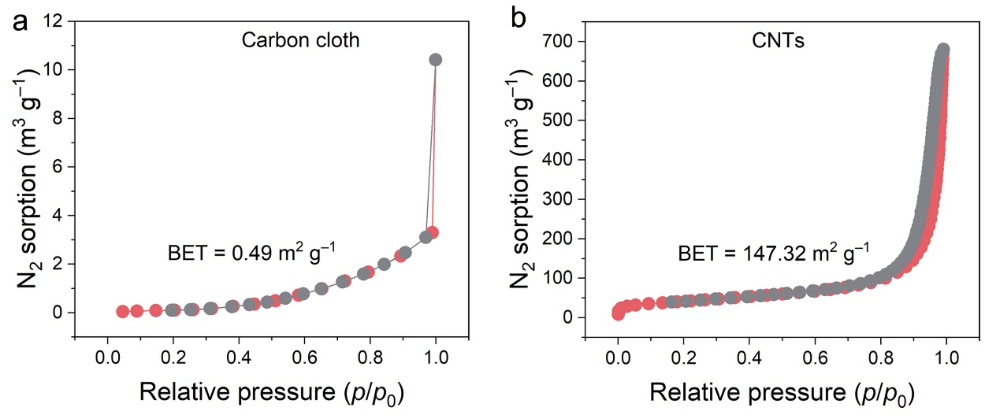 a
Carbon cloth
BET = 0.49 m² g⁻¹
N₂ sorption (m³ g⁻¹)
12
10
8
6
4
2
0
0.0 0.2 0.4 0.6 0.8 1.0
Relative pressure (p/p₀)
b
CNTs
BET = 147.32 m² g⁻¹
N₂ sorption (m³ g⁻¹)
700
600
500
400
300
200
100
0
0.0 0.2 0.4 0.6 0.8 1.0
Relative pressure (p/p₀)